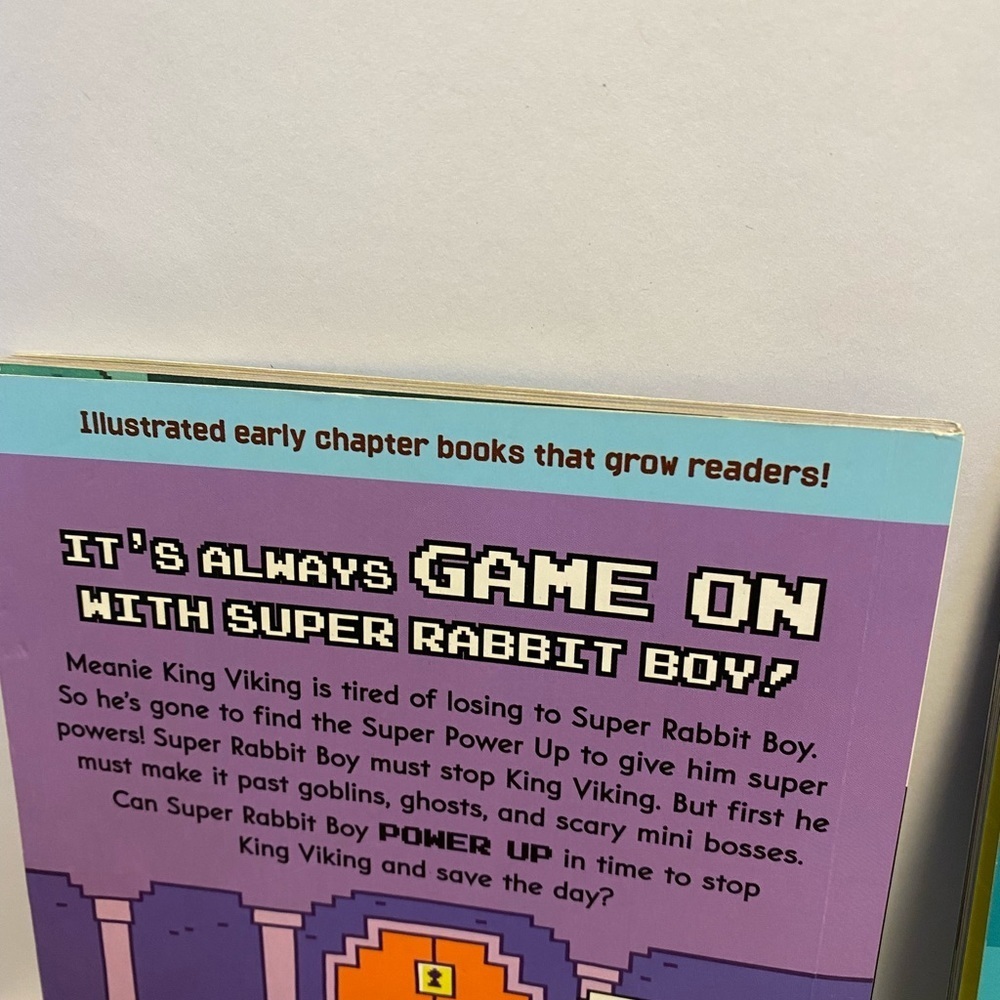 Illustrated early chapter books that grow readers!
IT'S ALWAYS GAME ON
WITH SUPER RABBIT BOY!
Meanie King Viking is tired of losing to Super Rabbit Boy.
So he's gone to find the Super Power Up to give him super
powers! Super Rabbit Boy must stop King Viking. But first he
must make it past goblins, ghosts, and scary mini bosses.
Can Super Rabbit Boy POWER UP in time to stop
King Viking and save the day?